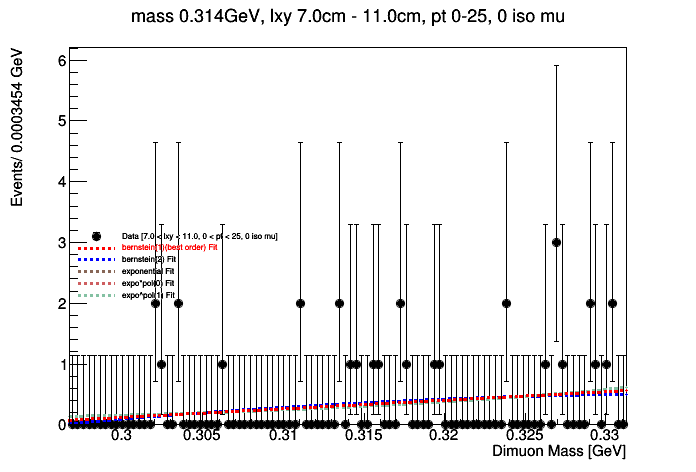 mass 0.314GeV, lxy 7.0cm - 11.0cm, pt 0-25, 0 iso mu
Events/ 0.0003454 GeV
6
5
4
3
2
1
0
Data [7.0 < lxy < 11.0, 0 < pt < 25, 0 iso mu]
bernstein(1)(best order) Fit
bernstein(2) Fit
exponential Fit
expo*pol(0) Fit
expo*pol(1) Fit
0.3 0.305 0.31 0.315 0.32 0.325 0.33
Dimuon Mass [GeV]